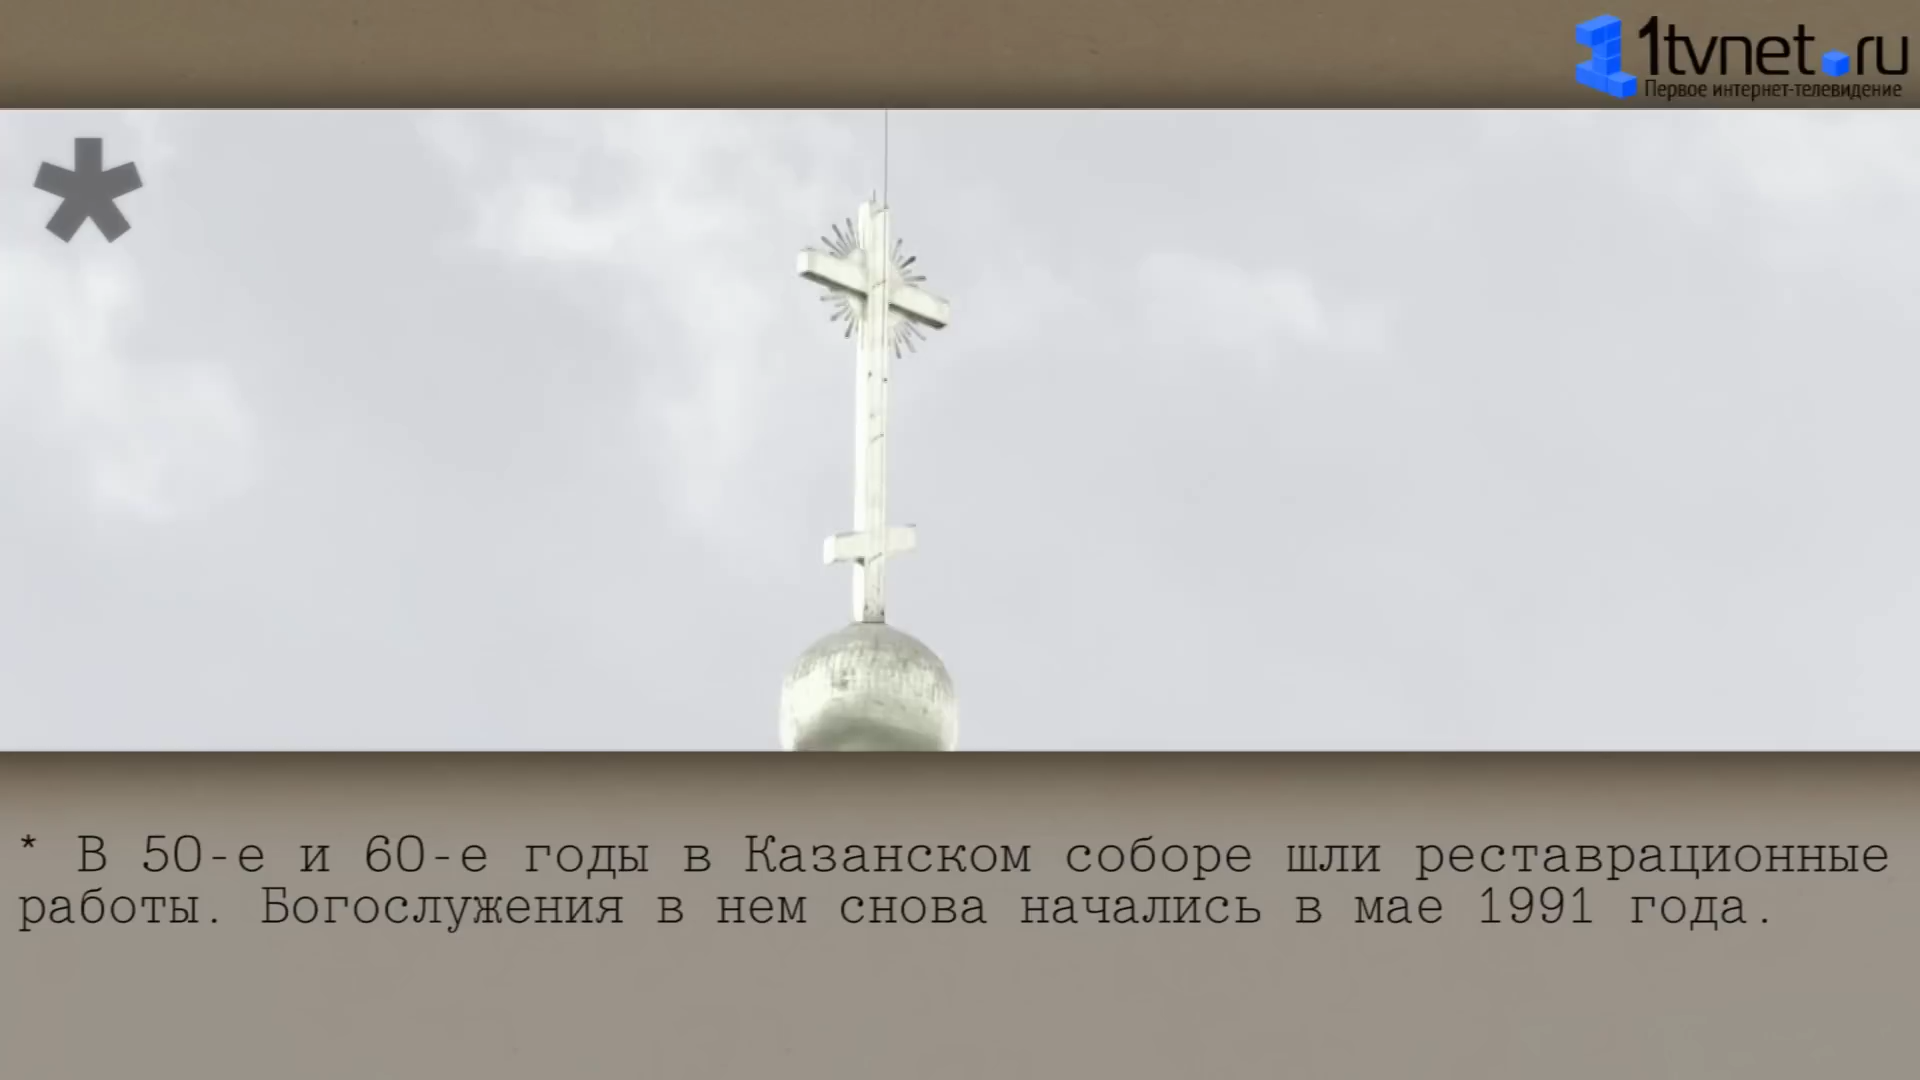 1tvnet.ru
Первое интернет-телевидение
*
* В 50-е и 60-е годы в Казанском соборе шли реставрационные
работы. Богослужения в нем снова начались в мае 1991 года.